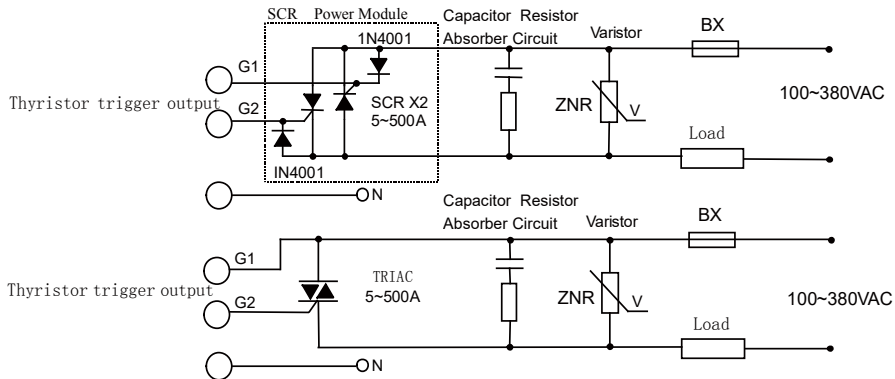 SCR Power Module
Capacitor Resistor
Absorber Circuit
Varistor
BX
1N4001
G1
Thyristor trigger output
G2
SCR X2
5~500A
ZNR
V
100~380VAC
Load
IN4001
N
Capacitor Resistor
Absorber Circuit
Varistor
BX
G1
TRIAC
5~500A
Thyristor trigger output
G2
ZNR
V
100~380VAC
Load
N